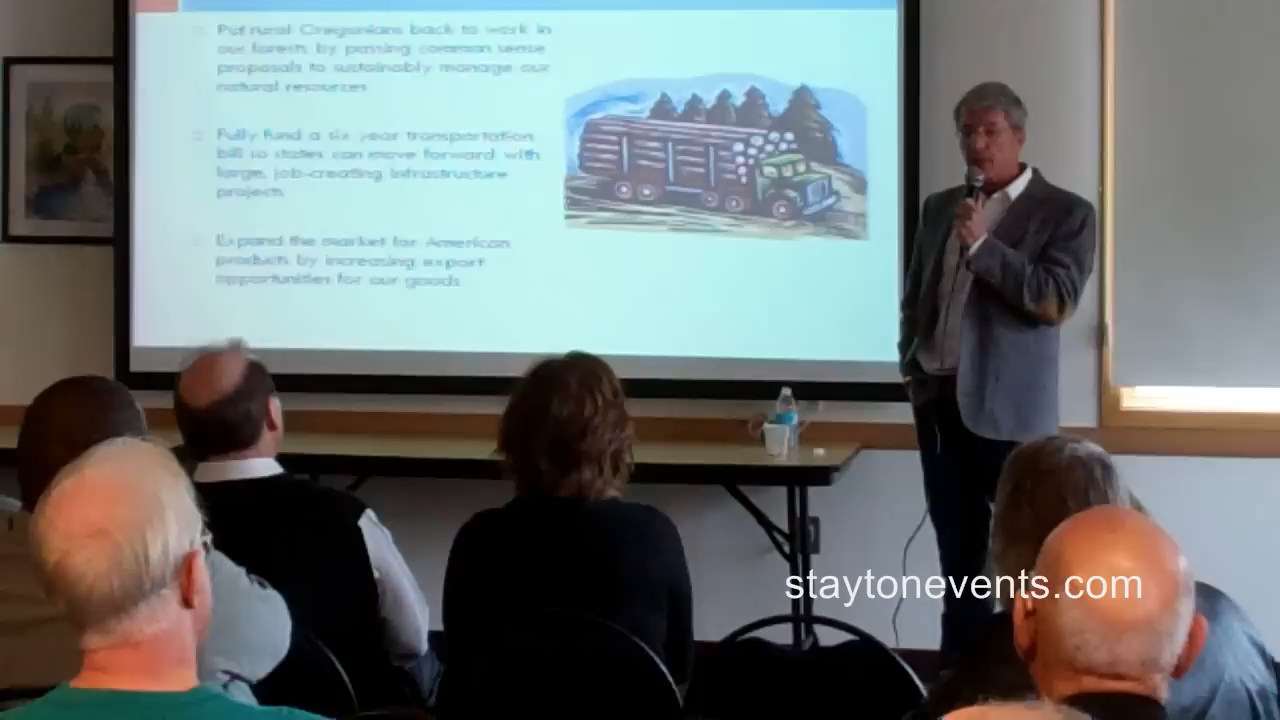 Put rural Oregonians back to work in
our forests by passing common sense
proposals to sustainably manage our
natural resources
Fully fund a six year transportation
bill so states can move forward with
large, job-creating infrastructure
projects
Expand the market for American
products by increasing export
opportunities for our goods
staytonevents.com